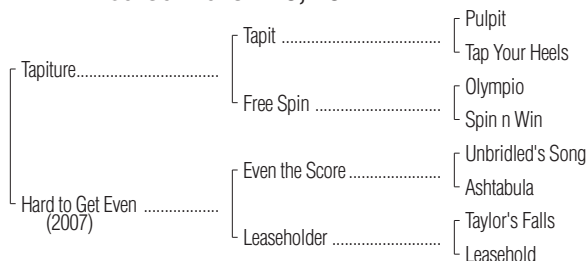 Pulpit
Tapit ........................................
Tap Your Heels
Tapiture....................................
Olympio
Free Spin ................................
Spin n Win
Unbridled's Song
Even the Score .......................
Ashtabula
Hard to Get Even ...................
(2007)
Taylor's Falls
Leaseholder ...........................
Leasehold